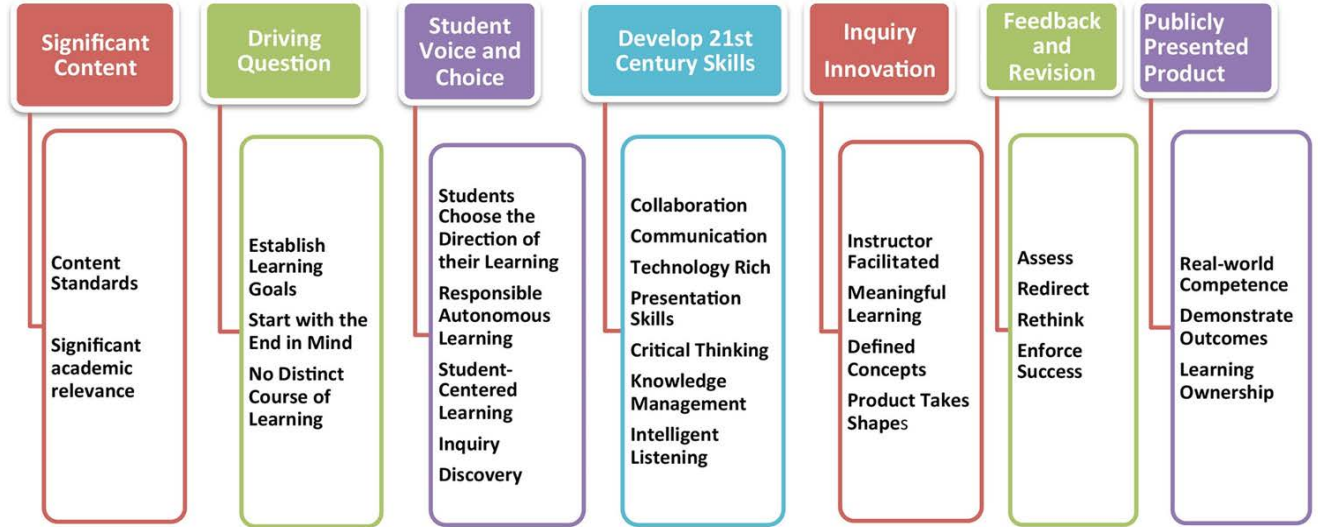 Significant
Content
Content
Standards
Significant
academic
relevance
Driving
Question
Establish
Learning
Goals
Start with the
End in Mind
No Distinct
Course of
Learning
Student
Voice and
Choice
Students
Choose the
Direction of
their Learning
Responsible
Autonomous
Learning
Student-
Centered
Learning
Inquiry
Discovery
Develop 21st
Century Skills
Collaboration
Communication
Technology Rich
Presentation
Skills
Critical Thinking
Knowledge
Management
Intelligent
Listening
Inquiry
Innovation
Instructor
Facilitated
Meaningful
Learning
Defined
Concepts
Product Takes
Shapes
Feedback
and
Revision
Assess
Redirect
Rethink
Enforce
Success
Publicly
Presented
Product
Real-world
Competence
Demonstrate
Outcomes
Learning
Ownership